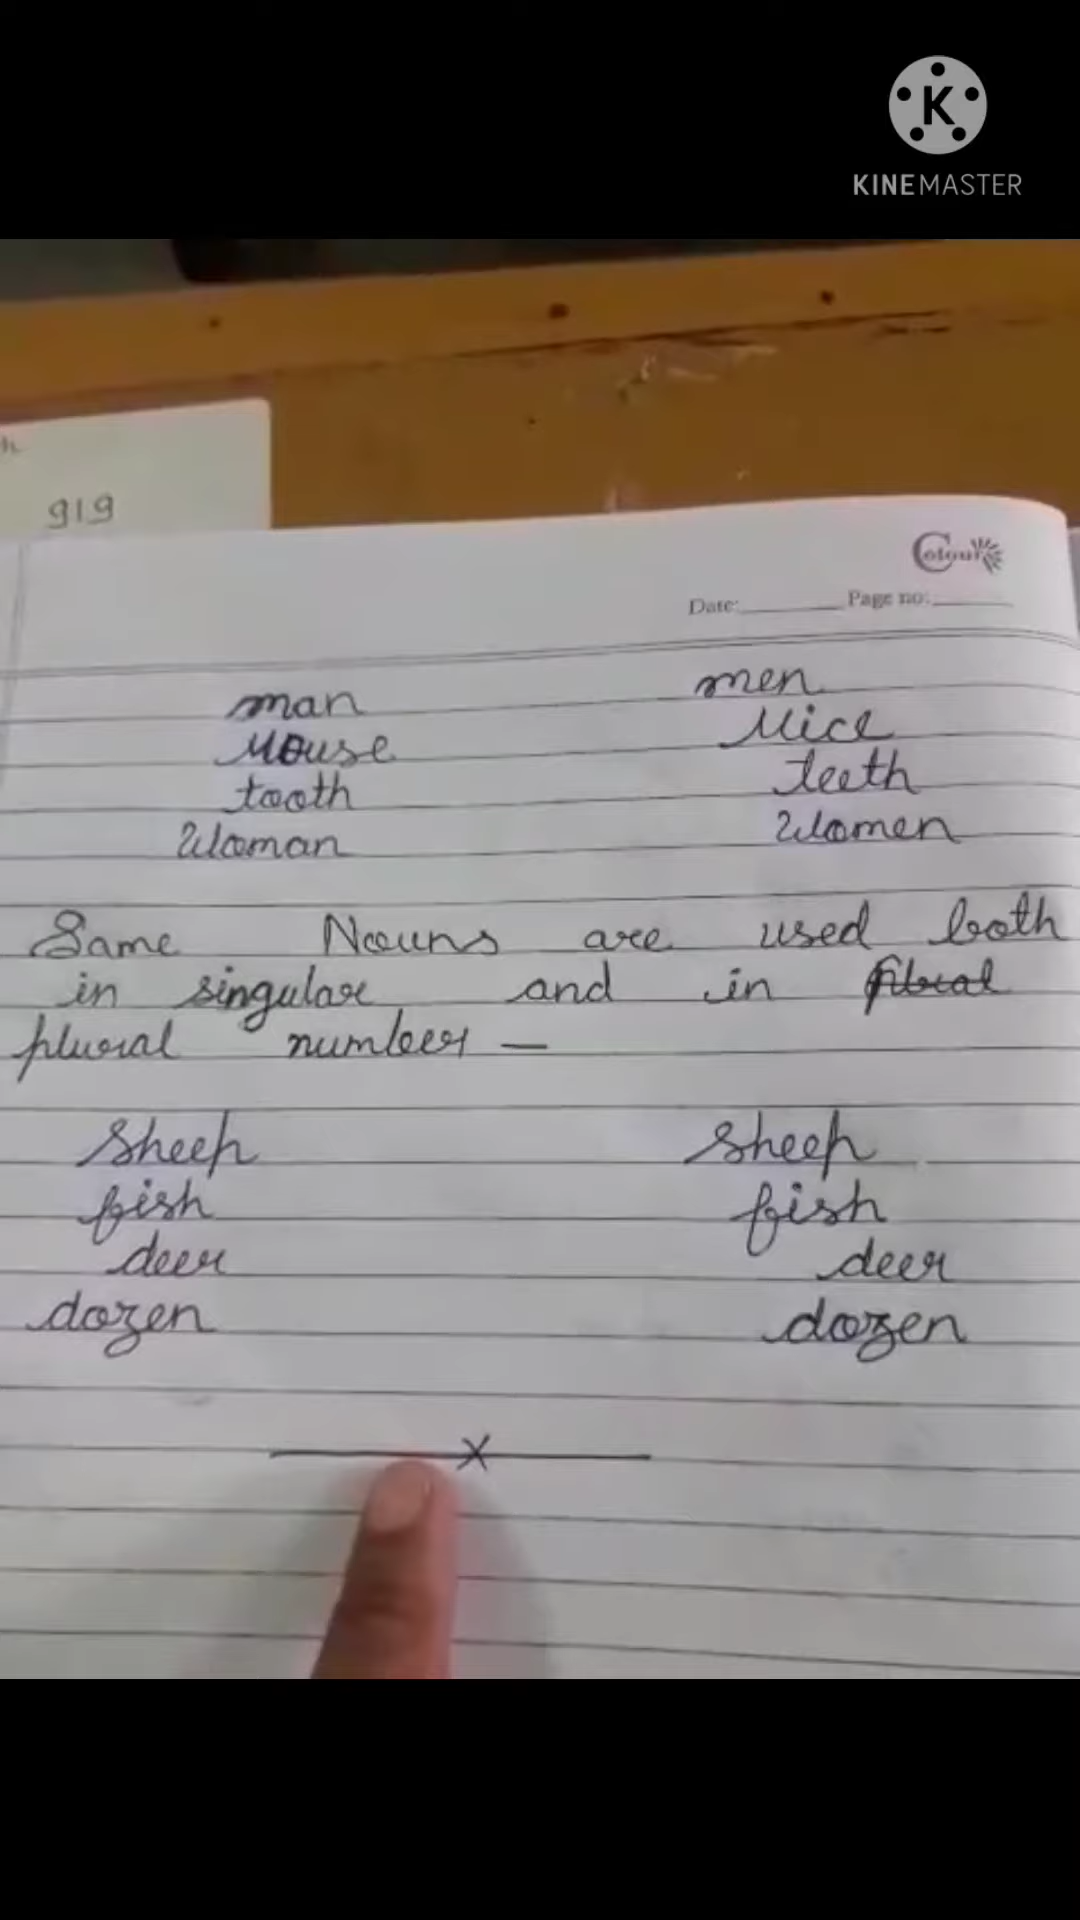 KINEMASTER
919
Colour
Date: Page no:
man men
Mouse Mice
tooth teeth
Woman Women
Same Nouns are used both
in singular and in
plural number —
Sheep Sheep
fish fish
deer deer
dozen dozen
x